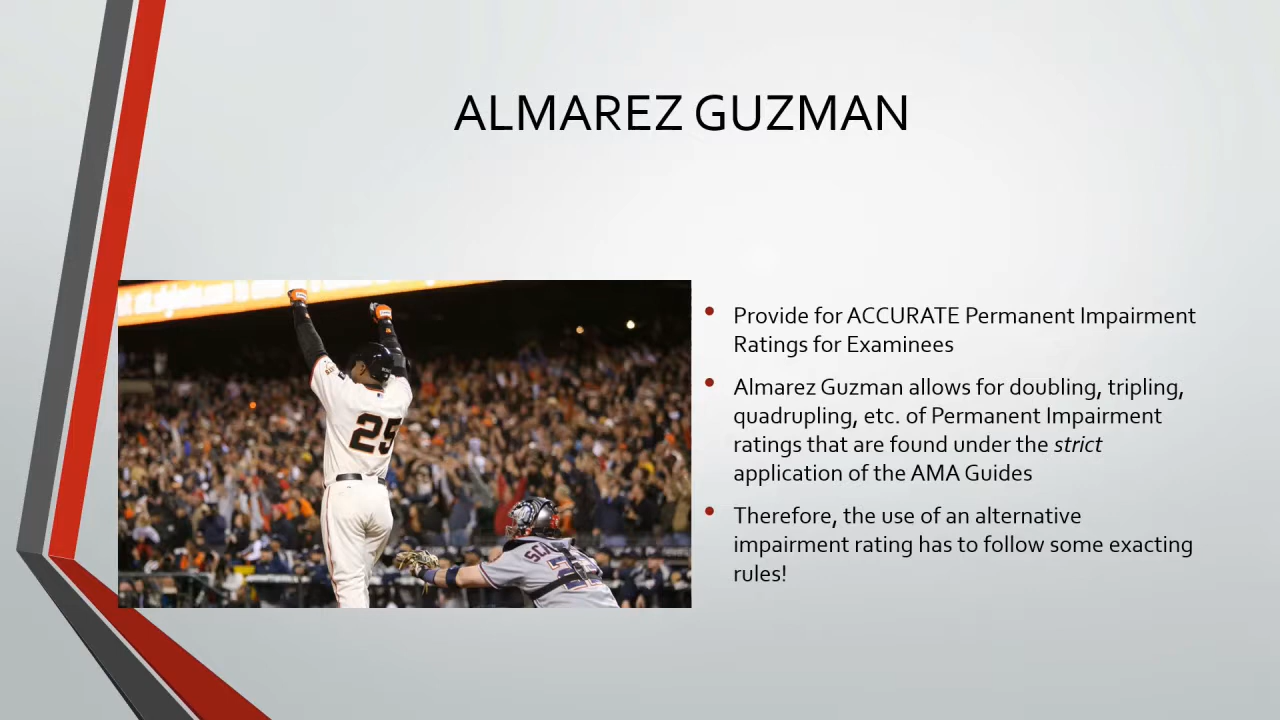 ALMAREZ GUZMAN
• Provide for ACCURATE Permanent Impairment
Ratings for Examinees
• Almarez Guzman allows for doubling, tripling,
quadrupling, etc. of Permanent Impairment
ratings that are found under the strict
application of the AMA Guides
• Therefore, the use of an alternative
impairment rating has to follow some exacting
rules!
25